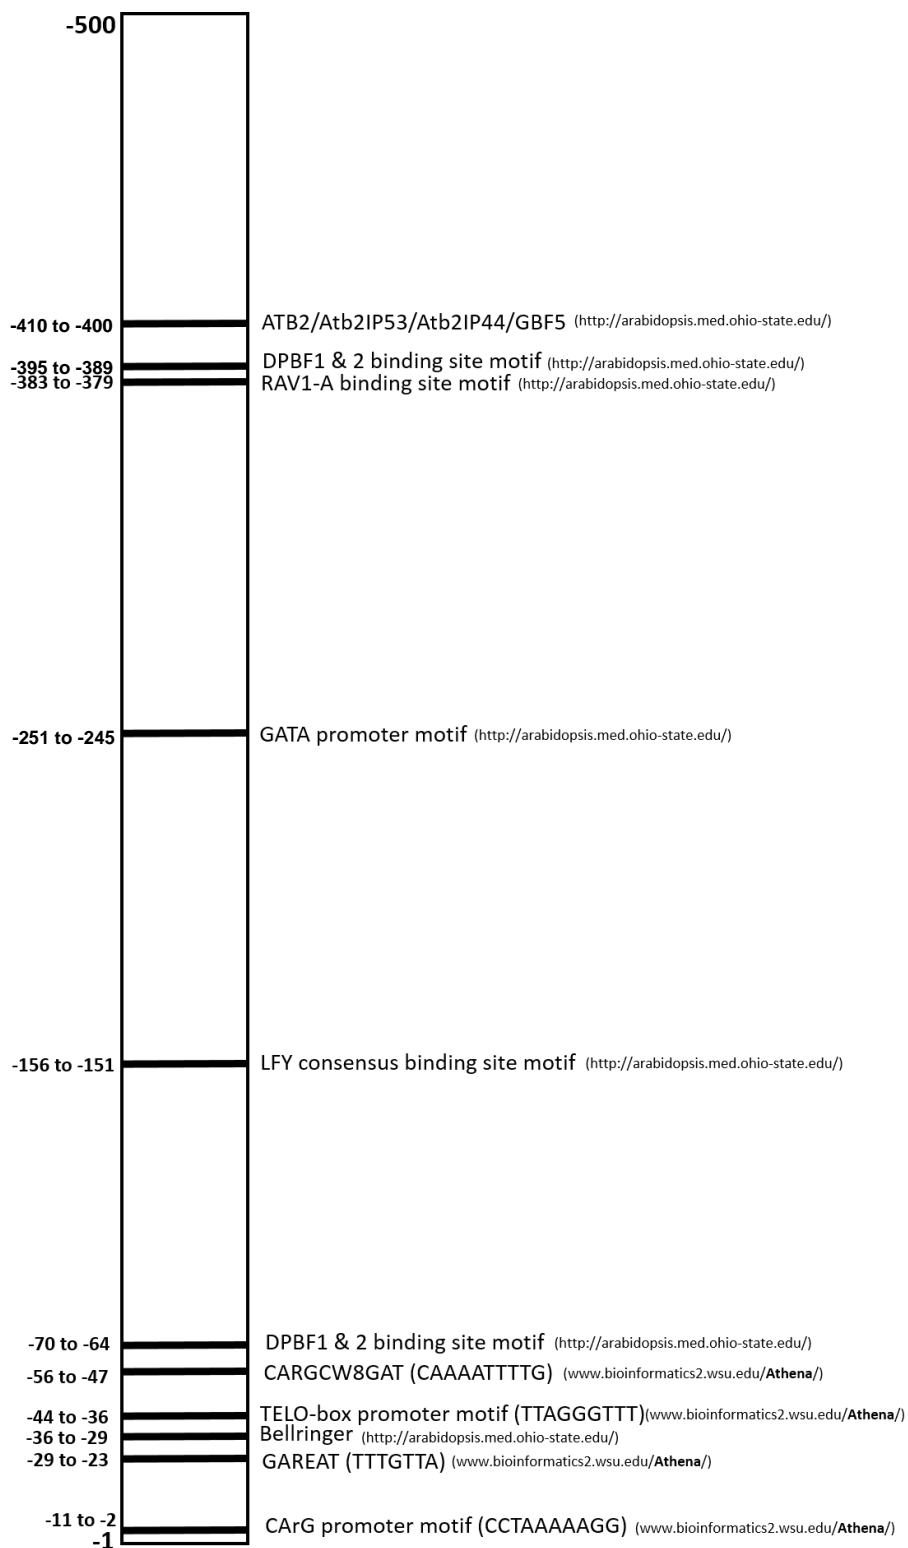 -500
-410 to -400 ATB2/Atb2IP53/Atb2IP44/GBF5 (http://arabidopsis.med.ohio-state.edu/)
-395 to -389 DPBF1 & 2 binding site motif (http://arabidopsis.med.ohio-state.edu/)
-383 to -379 RAV1-A binding site motif (http://arabidopsis.med.ohio-state.edu/)
-251 to -245 GATA promoter motif (http://arabidopsis.med.ohio-state.edu/)
-156 to -151 LFY consensus binding site motif (http://arabidopsis.med.ohio-state.edu/)
-70 to -64 DPBF1 & 2 binding site motif (http://arabidopsis.med.ohio-state.edu/)
-56 to -47 CARGCW8GAT (CAAAATTTTG) (www.bioinformatics2.wsu.edu/Athena/)
-44 to -36 TELO-box promoter motif (TTAGGGTTT)(www.bioinformatics2.wsu.edu/Athena/)
-36 to -29 Bellringer (http://arabidopsis.med.ohio-state.edu/)
-29 to -23 GAREAT (TTTGTTA) (www.bioinformatics2.wsu.edu/Athena/)
-11 to -2 CArG promoter motif (CCTAAAAAGG) (www.bioinformatics2.wsu.edu/Athena/)
-1